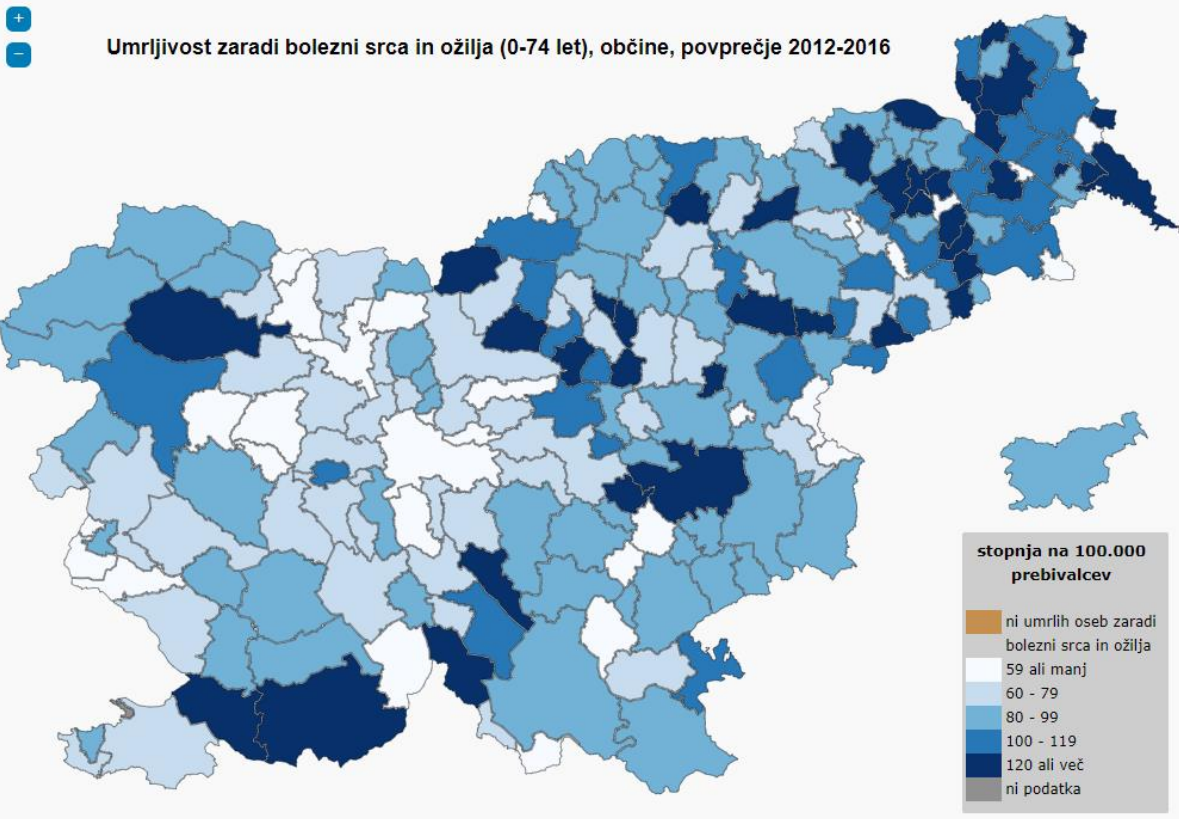 +
−
Umrljivost zaradi bolezni srca in ožilja (0-74 let), občine, povprečje 2012-2016
stopnja na 100.000
prebivalcev
ni umrlih oseb zaradi
bolezni srca in ožilja
59 ali manj
60 - 79
80 - 99
100 - 119
120 ali več
ni podatka